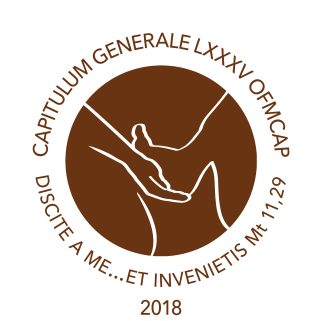 CAPITULUM GENERALE LXXXV OFMCAP
DISCITE A ME...ET INVENIETIS Mt 11,29
2018